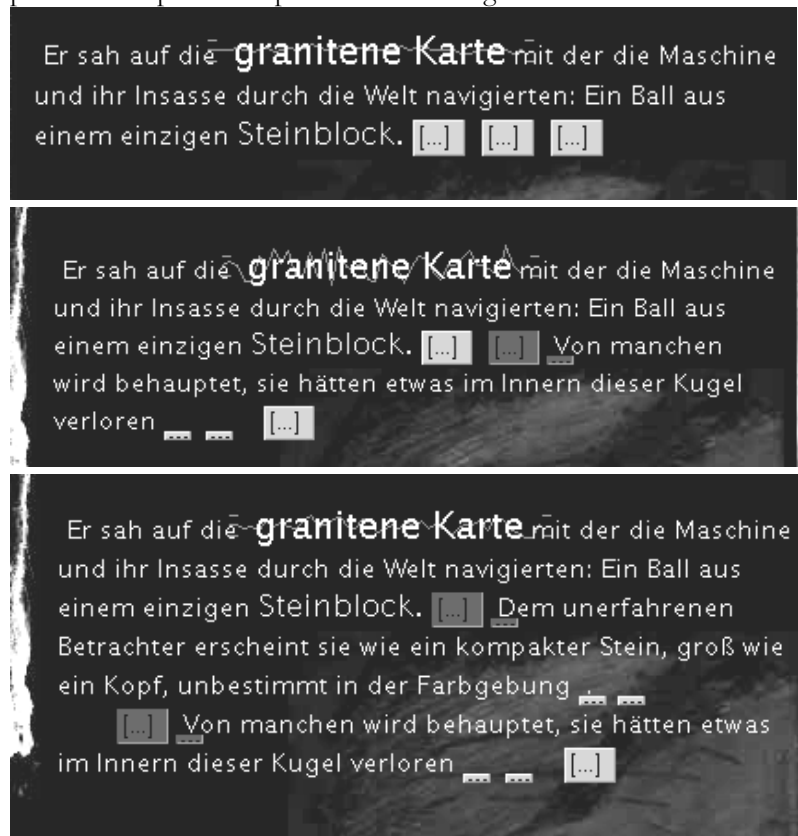 Er sah auf die granitene Karte mit der die Maschine
und ihr Insasse durch die Welt navigierten: Ein Ball aus
einem einzigen Steinblock. [...] [...] [...]
Er sah auf die granitene Karte mit der die Maschine
und ihr Insasse durch die Welt navigierten: Ein Ball aus
einem einzigen Steinblock. [...] [...] Von manchen
wird behauptet, sie hätten etwas im Innern dieser Kugel
verloren ... ... [...]
Er sah auf die granitene Karte mit der die Maschine
und ihr Insasse durch die Welt navigierten: Ein Ball aus
einem einzigen Steinblock. [...] Dem unerfahrenen
Betrachter erscheint sie wie ein kompakter Stein, groß wie
ein Kopf, unbestimmt in der Farbgebung ... ...
[...] Von manchen wird behauptet, sie hätten etwas
im Innern dieser Kugel verloren ... ... [...]